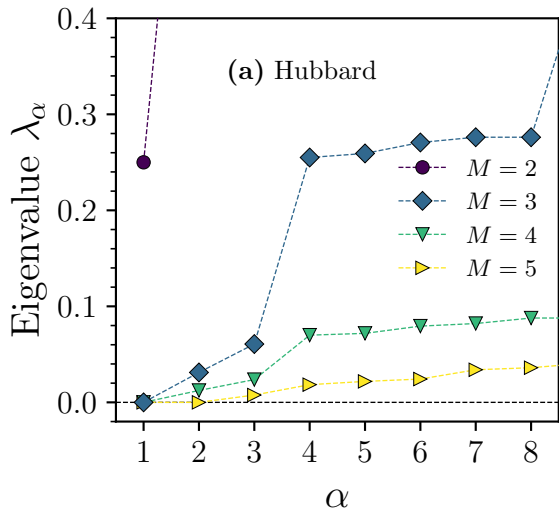 0.4
0.3
0.2
0.1
0.0
Eigenvalue λ_α
(a) Hubbard
M = 2
M = 3
M = 4
M = 5
1 2 3 4 5 6 7 8
α